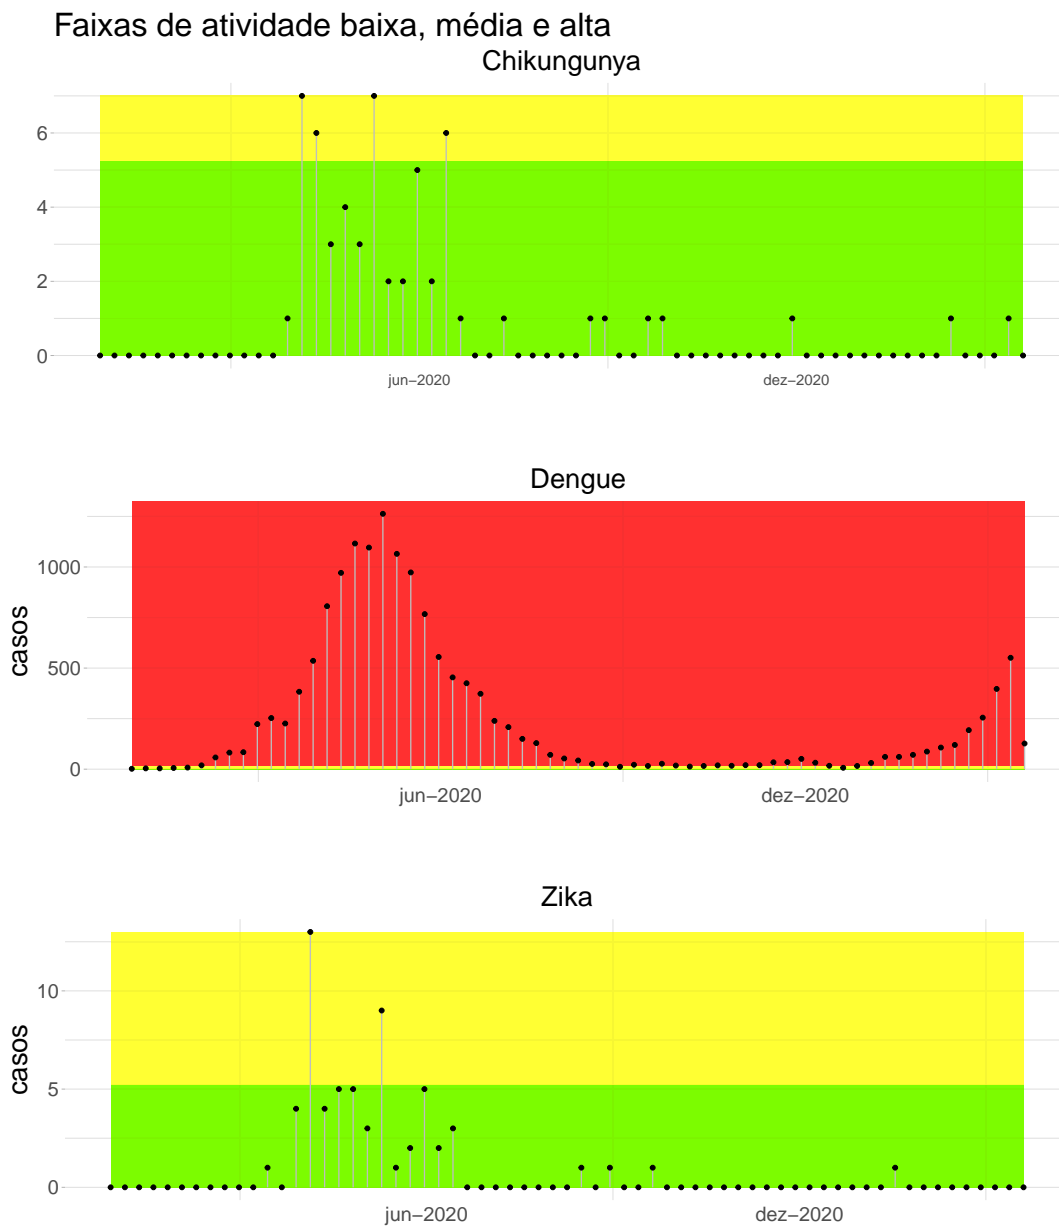 Faixas de atividade baixa, média e alta
Chikungunya
6
4
2
0
jun−2020
dez−2020
Dengue
casos
1000
500
0
jun−2020
dez−2020
Zika
casos
10
5
0
jun−2020
dez−2020